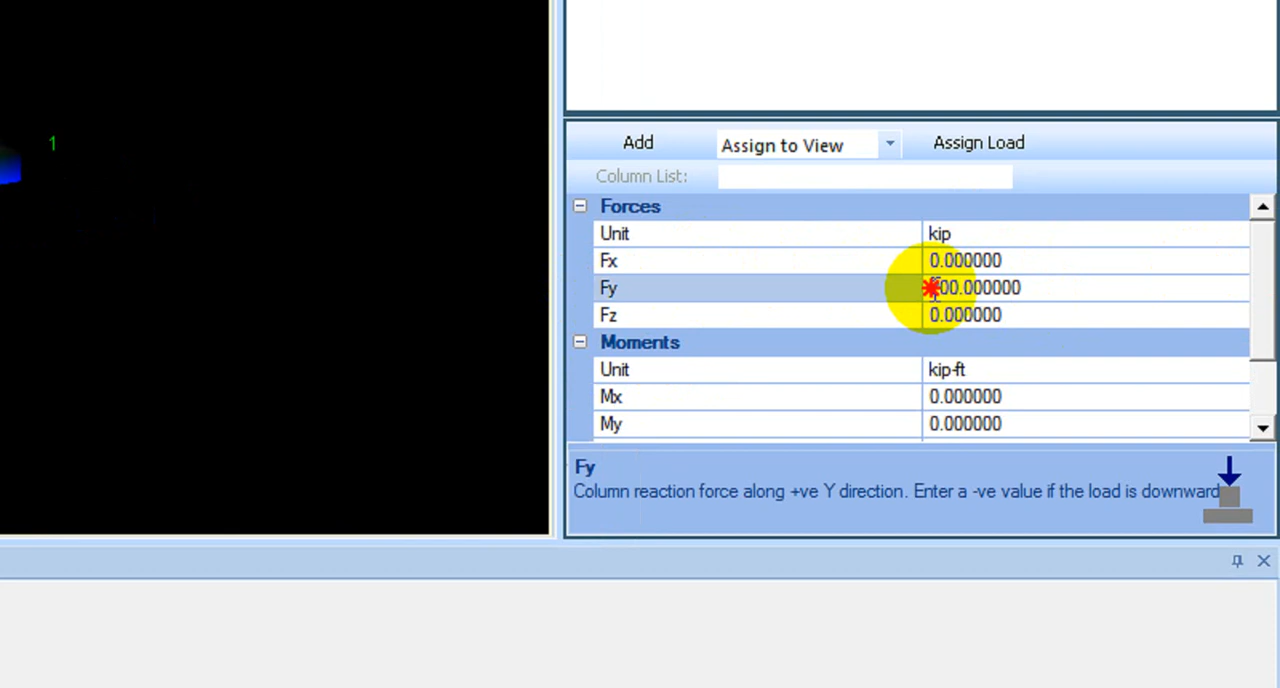 1
Add Assign to View Assign Load
Column List:
Forces
Unit kip
Fx 0.000000
Fy
Fz 0.000000
Moments
Unit kip-ft
Mx 0.000000
My 0.000000
Fy
Column reaction force along +ve Y direction. Enter a -ve value if the load is downward